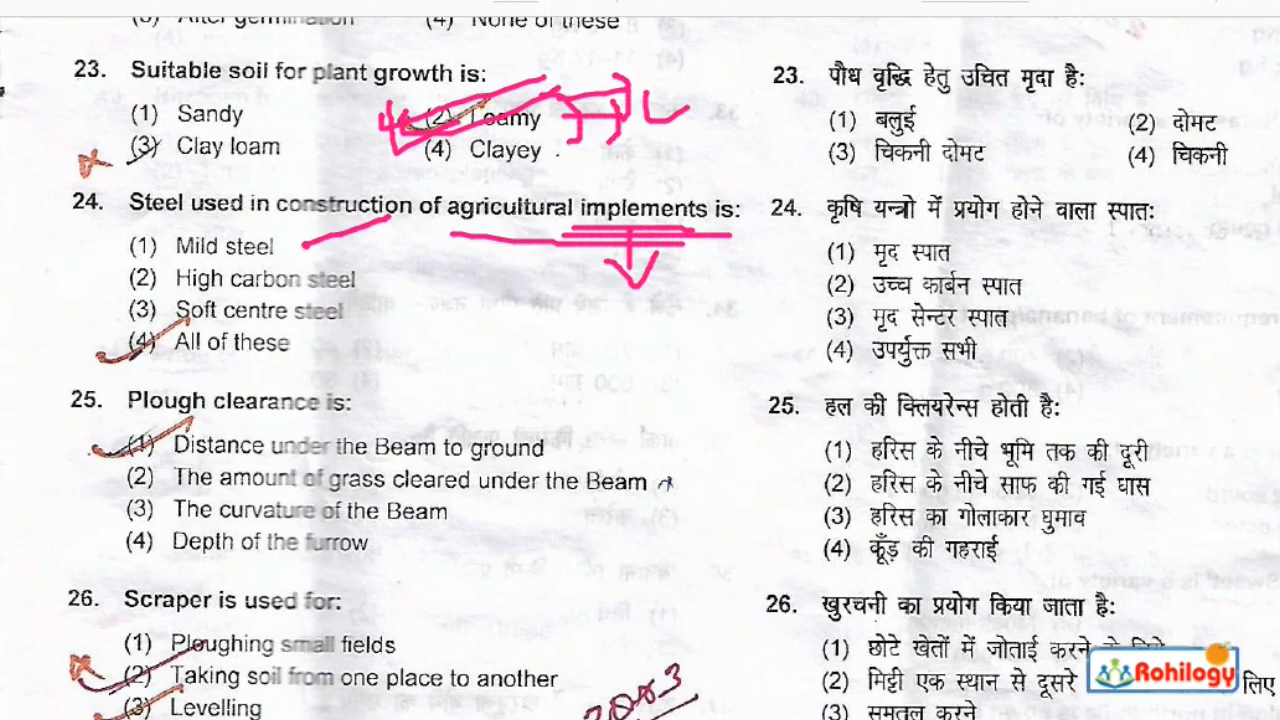 (3) After germination (4) None of these
23. Suitable soil for plant growth is:
(1) Sandy (2) Loamy
(3) Clay loam (4) Clayey
24. Steel used in construction of agricultural implements is:
(1) Mild steel
(2) High carbon steel
(3) Soft centre steel
(4) All of these
25. Plough clearance is:
(1) Distance under the Beam to ground
(2) The amount of grass cleared under the Beam
(3) The curvature of the Beam
(4) Depth of the furrow
26. Scraper is used for:
(1) Ploughing small fields
(2) Taking soil from one place to another
(3) Levelling
23. पौध वृद्धि हेतु उचित मृदा है:
(1) बलुई (2) दोमट
(3) चिकनी दोमट (4) चिकनी
24. कृषि यन्त्रो में प्रयोग होने वाला स्पातः
(1) मृद स्पात
(2) उच्च कार्बन स्पात
(3) मृद सेन्टर स्पात
(4) उपर्युक्त सभी
25. हल की क्लियरेन्स होती है:
(1) हरिस के नीचे भूमि तक की दूरी
(2) हरिस के नीचे साफ की गई घास
(3) हरिस का गोलाकार घुमाव
(4) कूँड़ की गहराई
26. खुरचनी का प्रयोग किया जाता है:
(1) छोटे खेतों में जोताई करने के लिये
(2) मिट्टी एक स्थान से दूसरे लिए
(3) समतल करने
Rohilogy